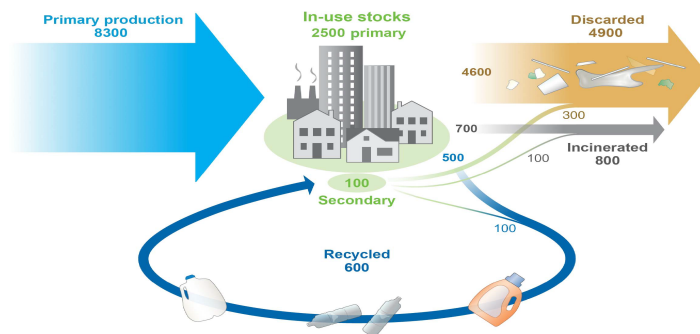 Primary production
8300
In-use stocks
2500 primary
Discarded
4900
4600
300
700
Incinerated
800
500
100
100
Secondary
100
Recycled
600